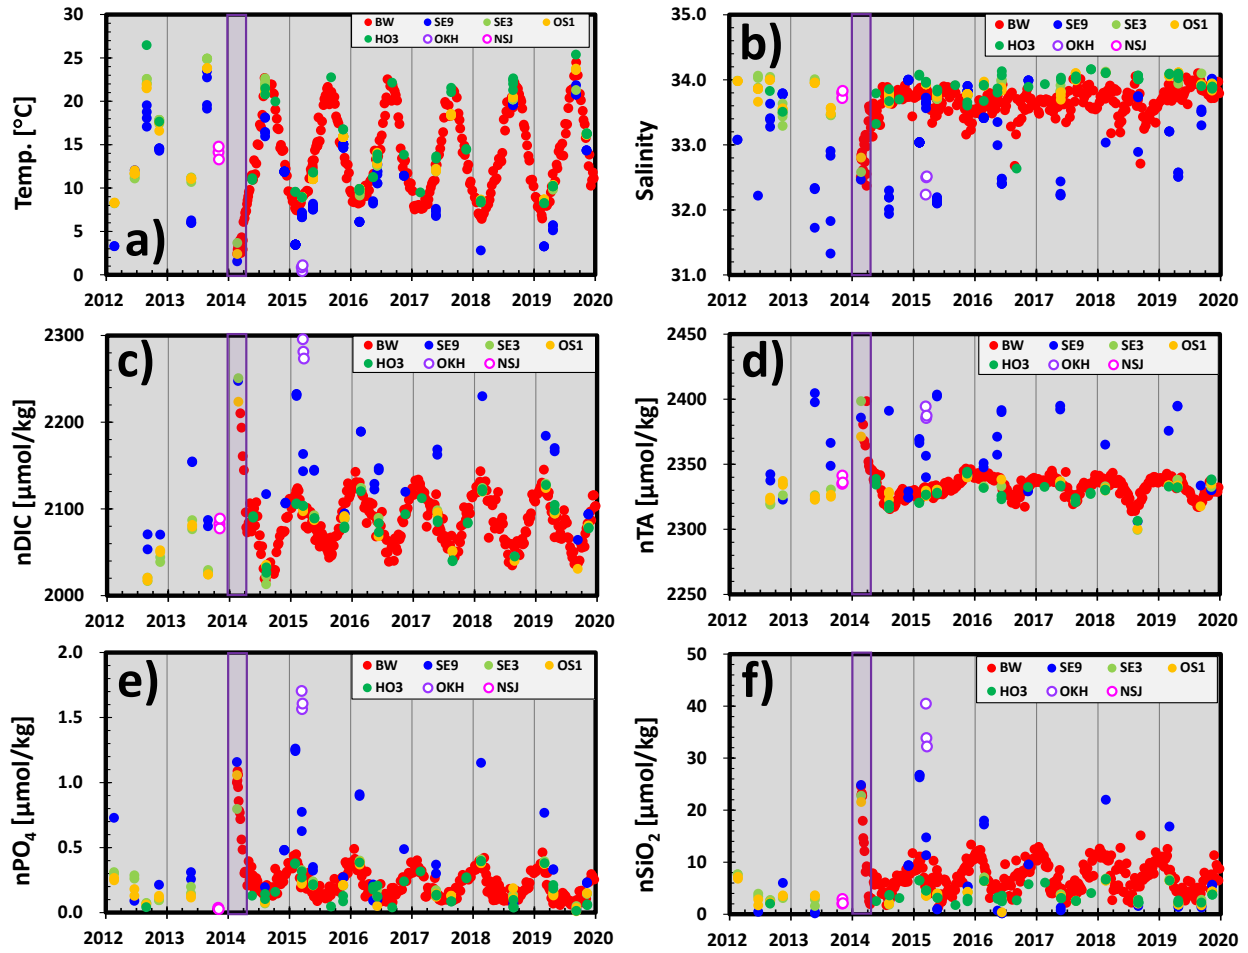 a)
Temp. [°C]
30
25
20
15
10
5
0
BW SE9 SE3 OS1
HO3 OKH NSJ
2012 2013 2014 2015 2016 2017 2018 2019 2020
b)
Salinity
35.0
34.0
33.0
32.0
31.0
BW SE9 SE3 OS1
HO3 OKH NSJ
2012 2013 2014 2015 2016 2017 2018 2019 2020
c)
nDIC [µmol/kg]
2300
2200
2100
2000
BW SE9 SE3 OS1
HO3 OKH NSJ
2012 2013 2014 2015 2016 2017 2018 2019 2020
d)
nTA [µmol/kg]
2450
2400
2350
2300
2250
BW SE9 SE3 OS1
HO3 OKH NSJ
2012 2013 2014 2015 2016 2017 2018 2019 2020
e)
nPO₄ [µmol/kg]
2.0
1.5
1.0
0.5
0.0
BW SE9 SE3 OS1
HO3 OKH NSJ
2012 2013 2014 2015 2016 2017 2018 2019 2020
f)
nSiO₂ [µmol/kg]
50
40
30
20
10
0
BW SE9 SE3 OS1
HO3 OKH NSJ
2012 2013 2014 2015 2016 2017 2018 2019 2020